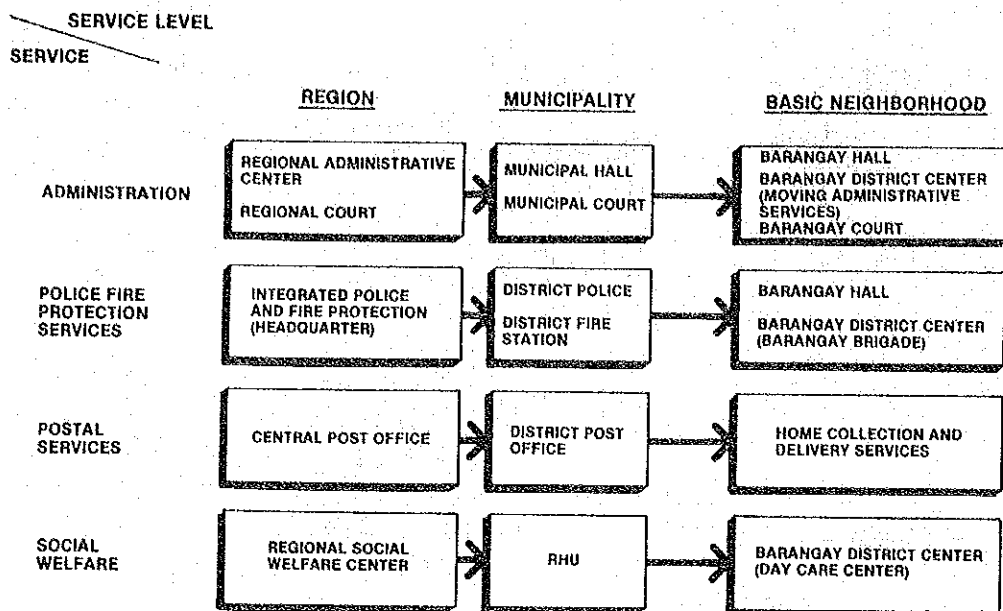 SERVICE LEVEL
SERVICE
REGION
MUNICIPALITY
BASIC NEIGHBORHOOD
ADMINISTRATION
REGIONAL ADMINISTRATIVE
CENTER
REGIONAL COURT
MUNICIPAL HALL
MUNICIPAL COURT
BARANGAY HALL
BARANGAY DISTRICT CENTER
(MOVING ADMINISTRATIVE
SERVICES)
BARANGAY COURT
POLICE FIRE
PROTECTION
SERVICES
INTEGRATED POLICE
AND FIRE PROTECTION
(HEADQUARTER)
DISTRICT POLICE
DISTRICT FIRE
STATION
BARANGAY HALL
BARANGAY DISTRICT CENTER
(BARANGAY BRIGADE)
POSTAL
SERVICES
CENTRAL POST OFFICE
DISTRICT POST
OFFICE
HOME COLLECTION AND
DELIVERY SERVICES
SOCIAL
WELFARE
REGIONAL SOCIAL
WELFARE CENTER
RHU
BARANGAY DISTRICT CENTER
(DAY CARE CENTER)